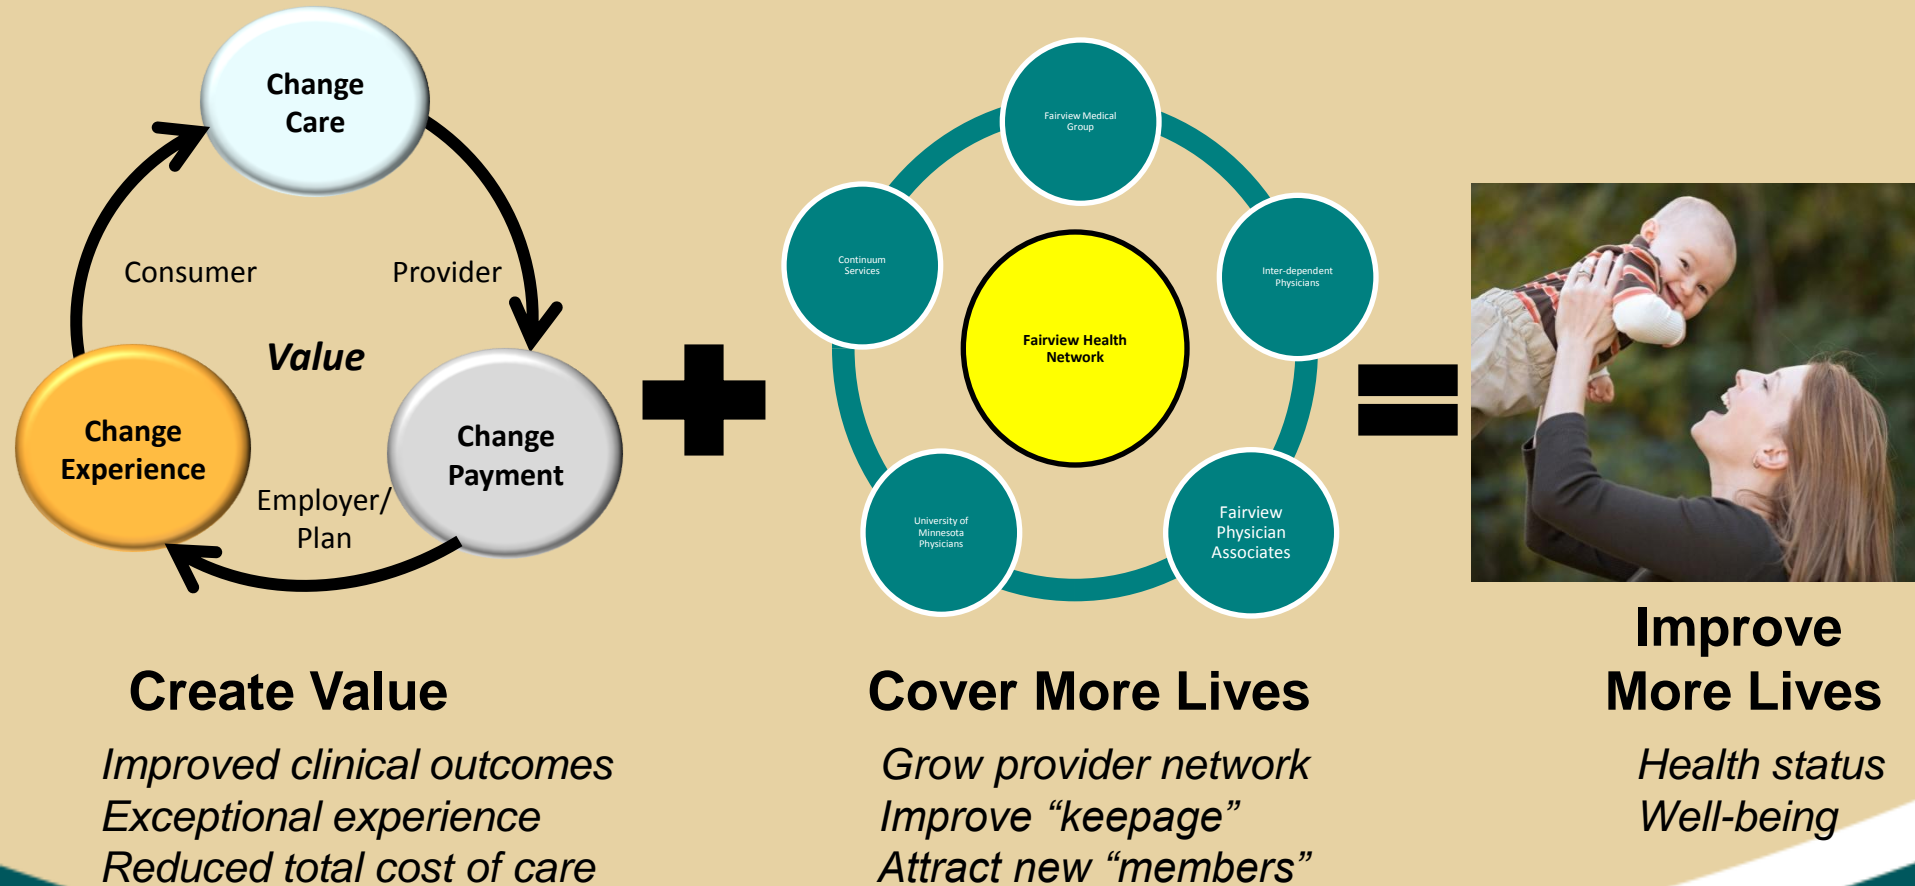 Change
Care
Consumer
Provider
Value
Change
Experience
Change
Payment
Employer/
Plan
Fairview Medical
Group
Continuum
Services
Inter-dependent
Physicians
Fairview Health
Network
University of
Minnesota
Physicians
Fairview
Physician
Associates
Create Value
Improved clinical outcomes
Exceptional experience
Reduced total cost of care
Cover More Lives
Grow provider network
Improve “keepage”
Attract new “members”
Improve
More Lives
Health status
Well-being